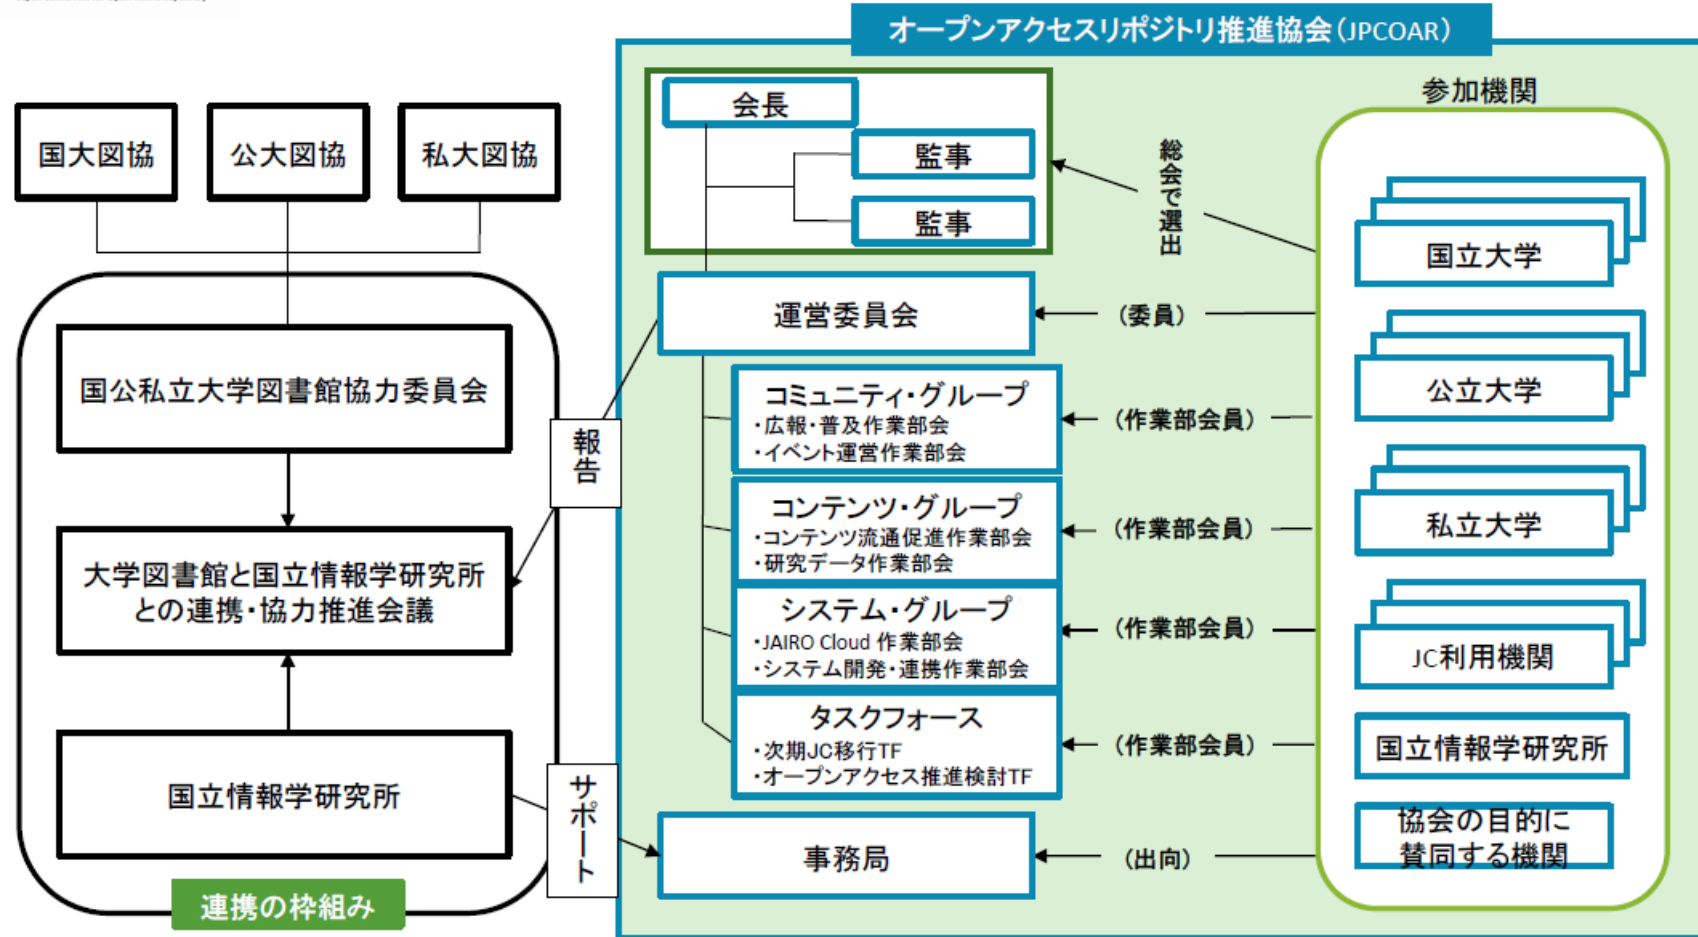 オープンアクセスリポジトリ推進協会(JPCOAR)
国大図協
公大図協
私大図協
国公私立大学図書館協力委員会
大学図書館と国立情報学研究所
との連携・協力推進会議
国立情報学研究所
連携の枠組み
報告
サポート
会長
監事
監事
運営委員会
コミュニティ・グループ
・広報・普及作業部会
・イベント運営作業部会
コンテンツ・グループ
・コンテンツ流通促進作業部会
・研究データ作業部会
システム・グループ
・JAIRO Cloud 作業部会
・システム開発・連携作業部会
タスクフォース
・次期JC移行TF
・オープンアクセス推進検討TF
事務局
総会で選出
(委員)
(作業部会員)
(作業部会員)
(作業部会員)
(作業部会員)
(出向)
参加機関
国立大学
公立大学
私立大学
JC利用機関
国立情報学研究所
協会の目的に
賛同する機関